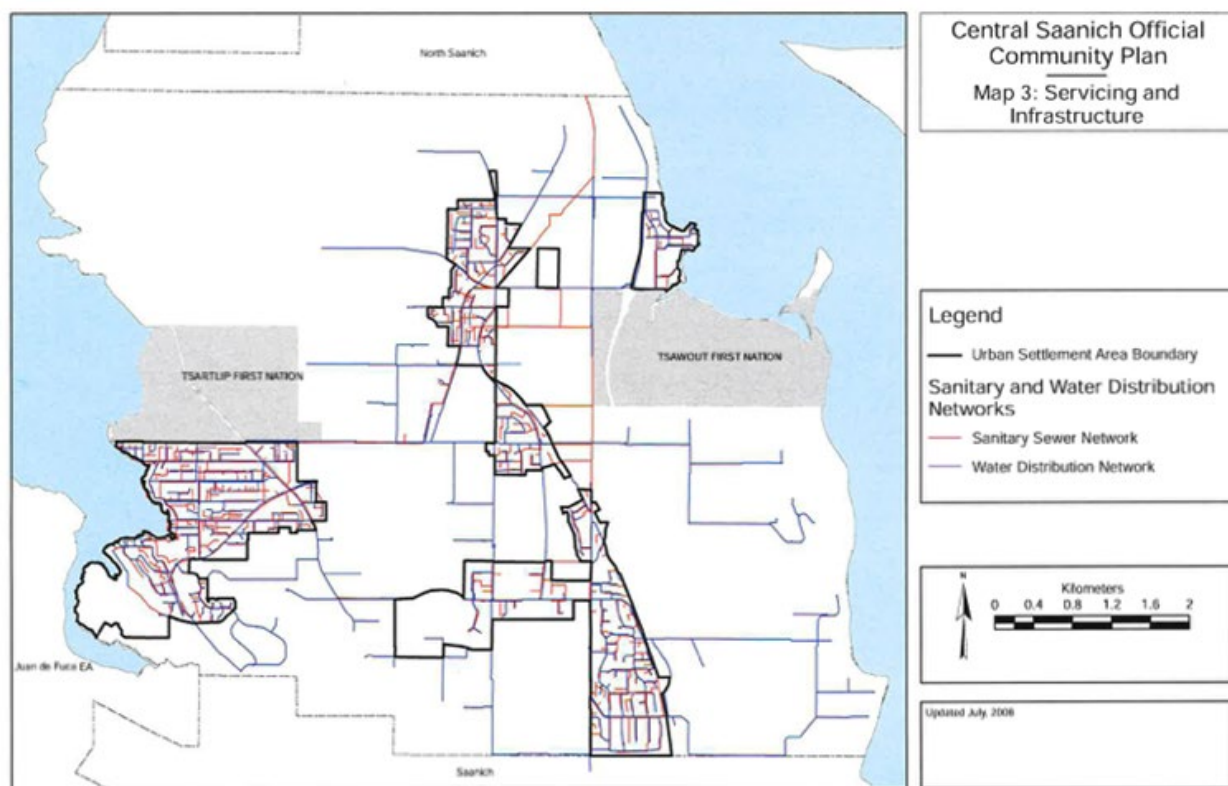 Central Saanich Official
Community Plan
Map 3: Servicing and
Infrastructure
North Saanich
TSARTLIP FIRST NATION
TSAWOUT FIRST NATION
Juan de Fuca EA
Saanich
Legend
Urban Settlement Area Boundary
Sanitary and Water Distribution
Networks
Sanitary Sewer Network
Water Distribution Network
N
Kilometers
0 0.4 0.8 1.2 1.6 2
Updated July, 2008